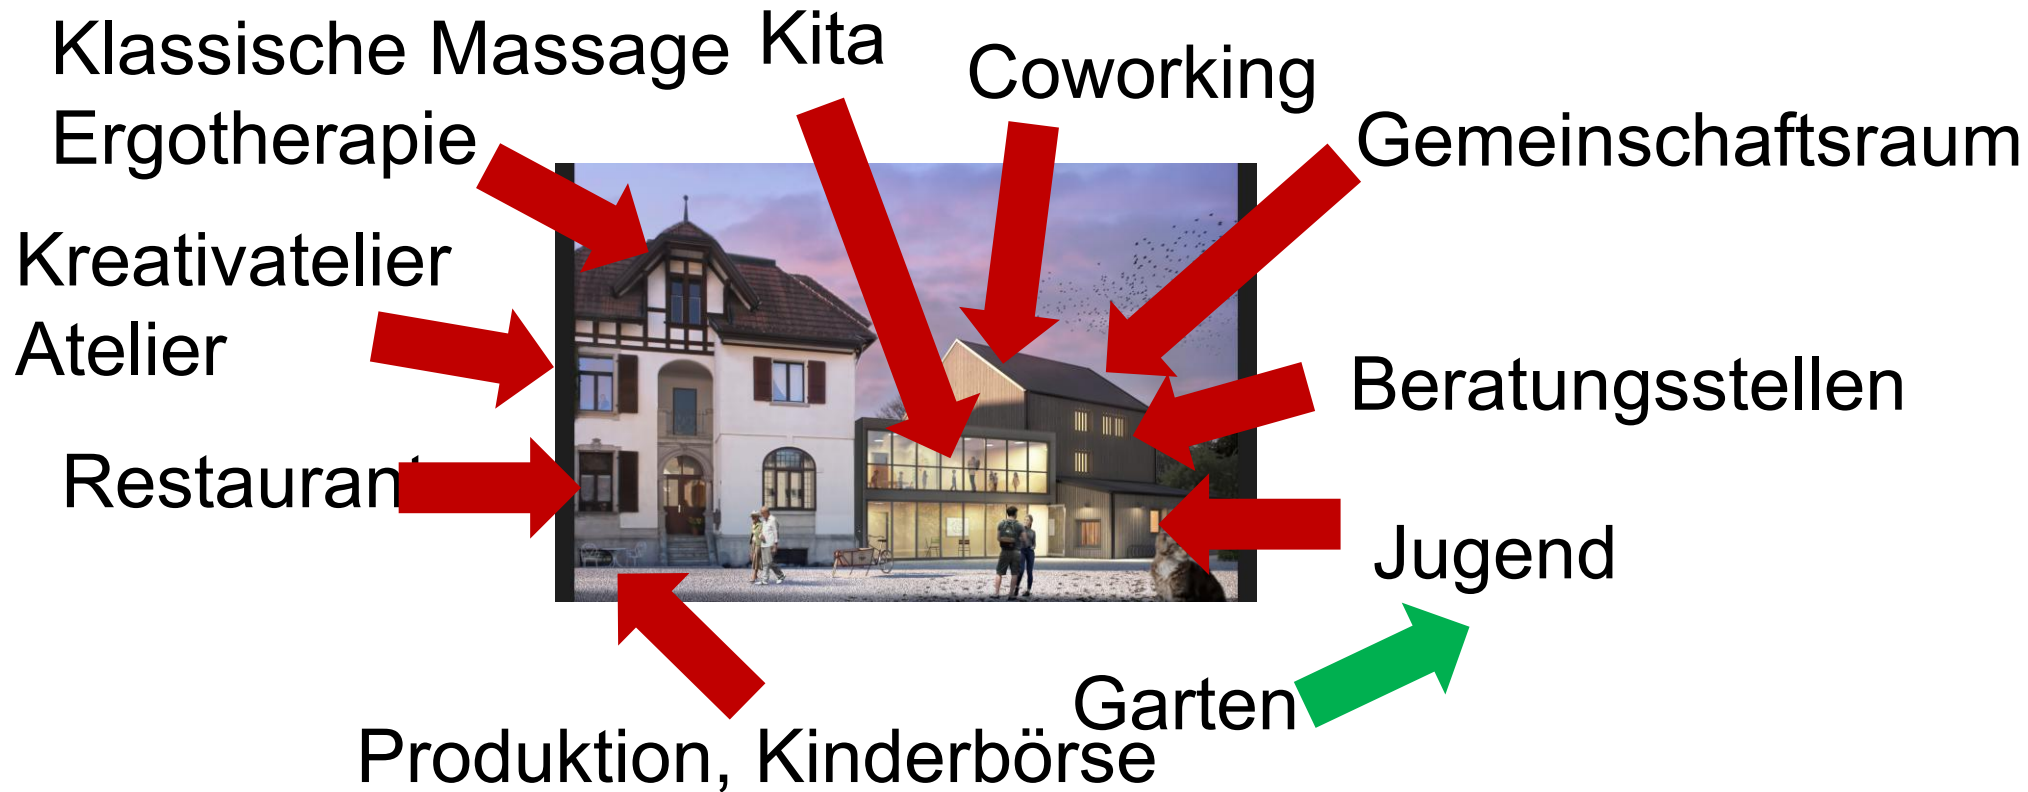 Klassische Massage
Ergotherapie
Kita
Coworking
Gemeinschaftsraum
Kreativatelier
Atelier
Beratungsstellen
Restaurant
Jugend
Garten
Produktion, Kinderbörse